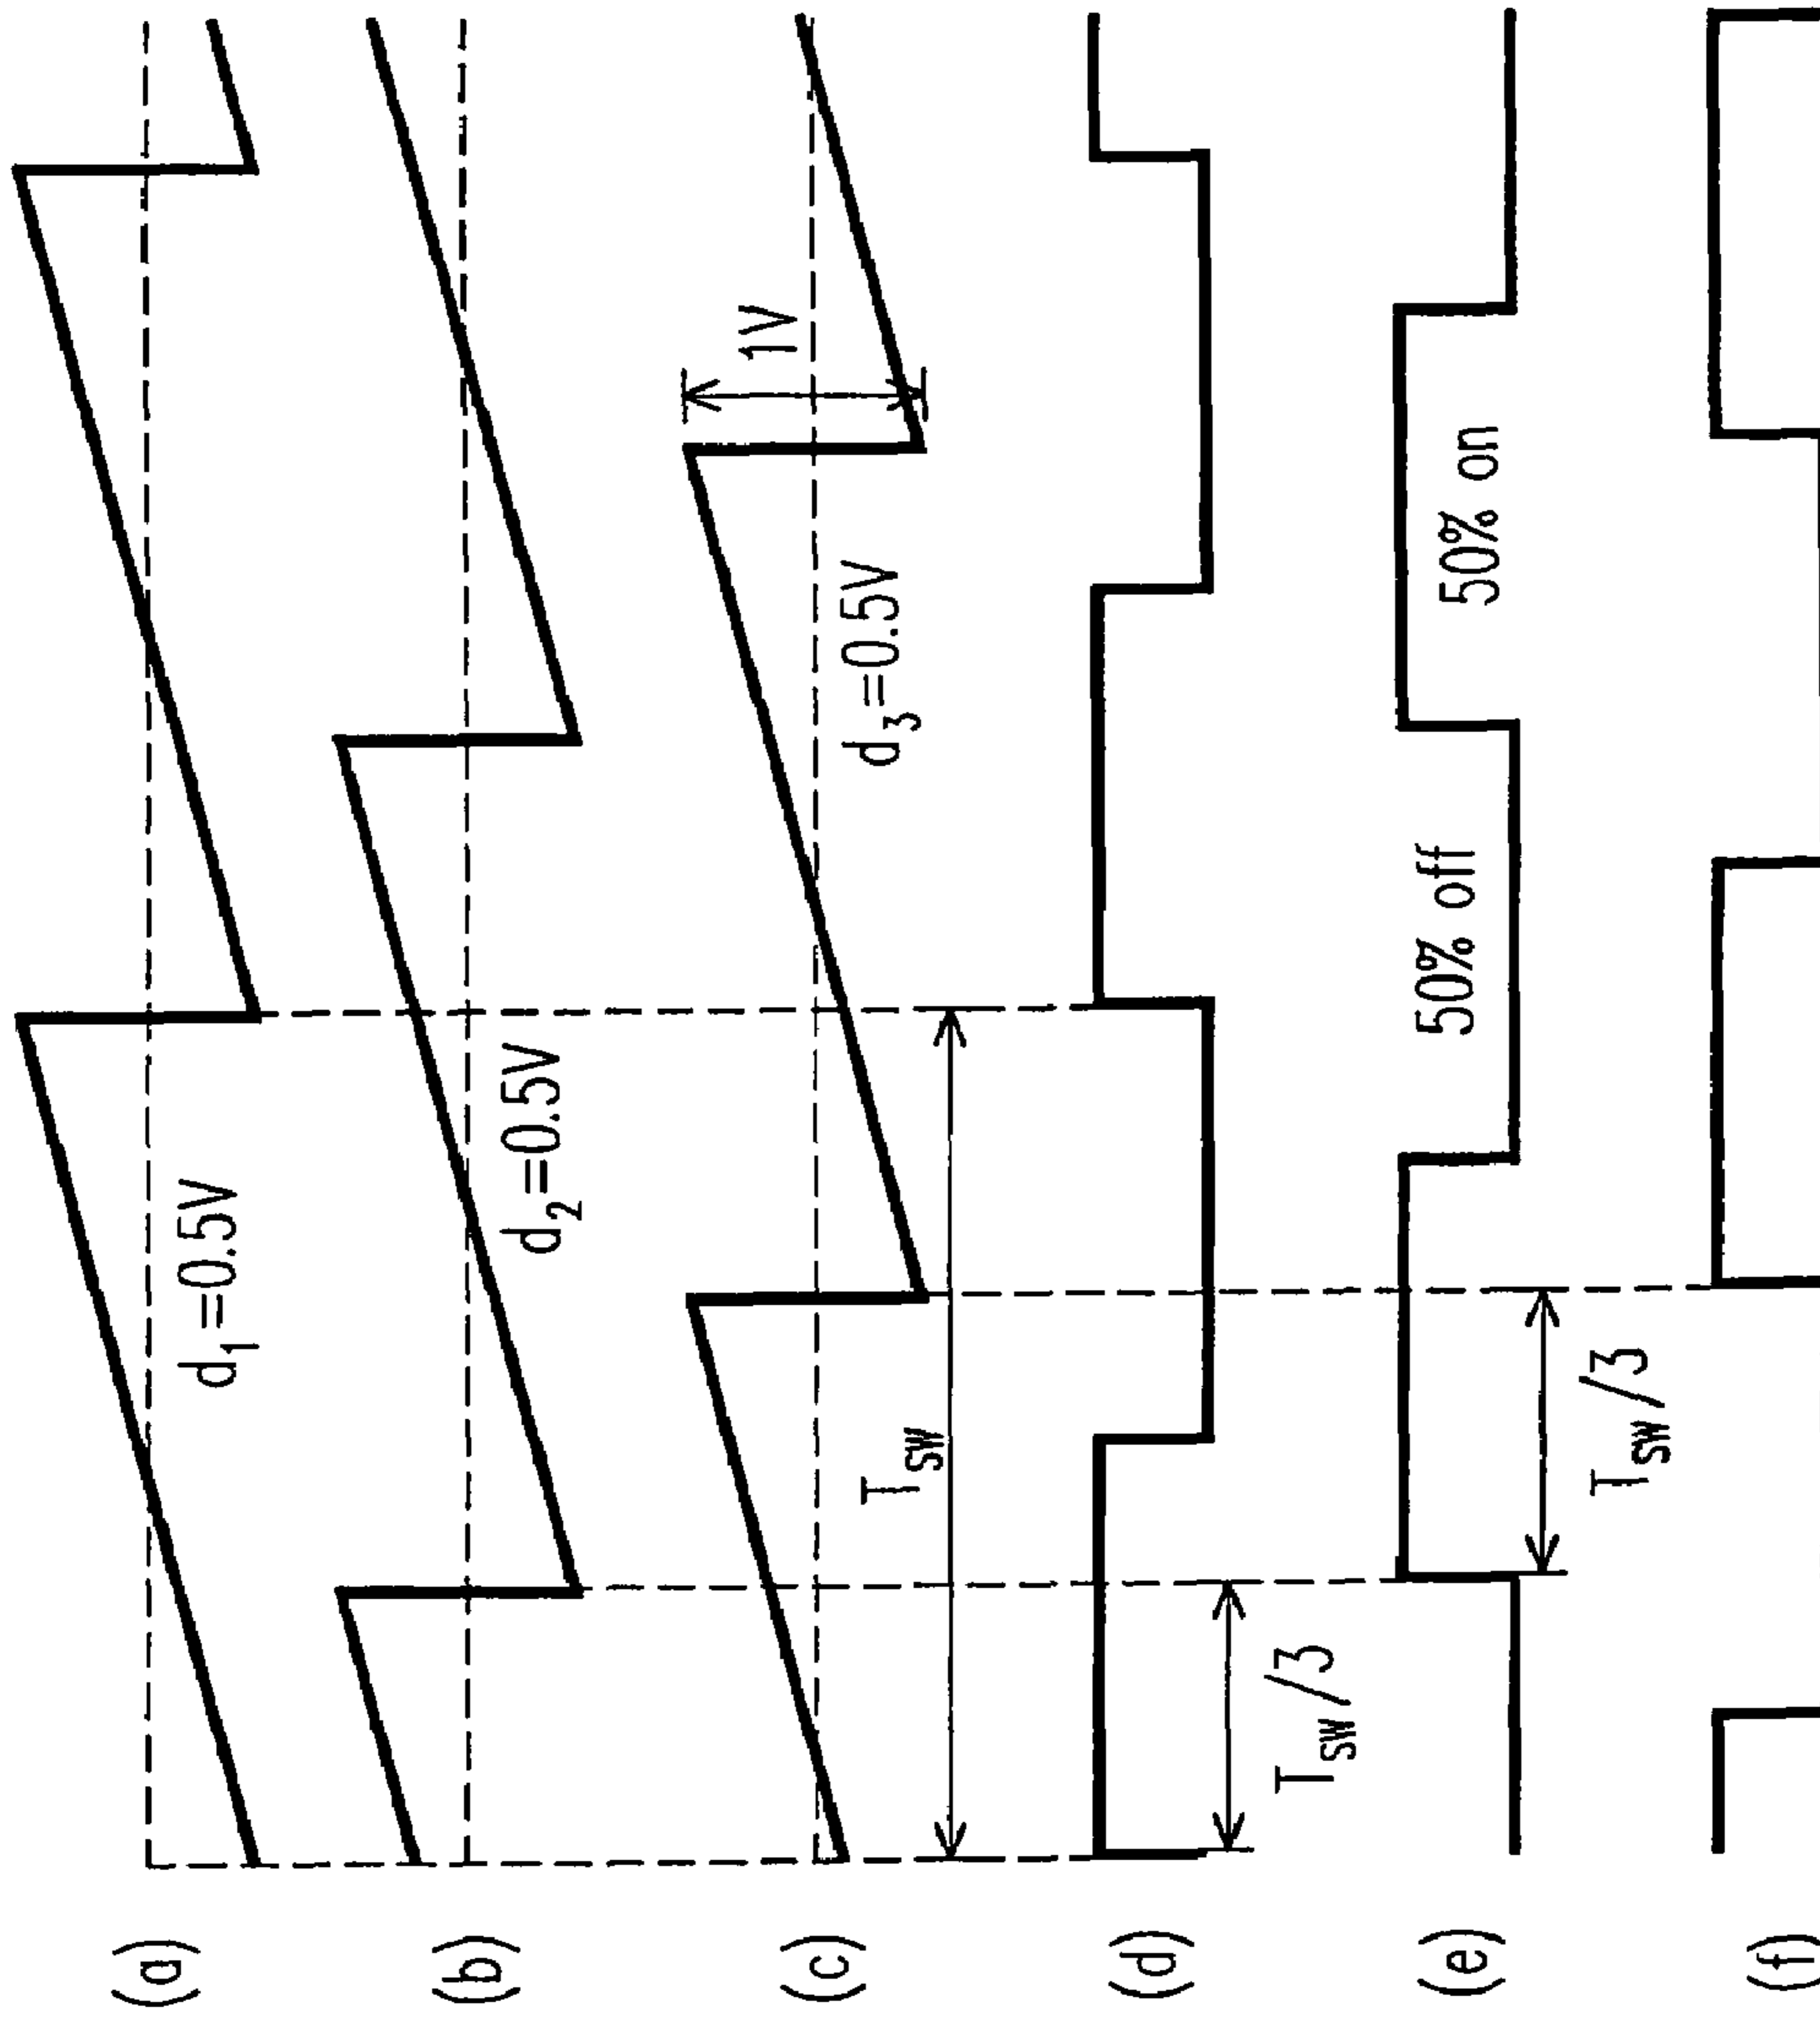 (a)
d1=0.5V
(b)
d2=0.5V
(c)
1V
d3=0.5V
Tsw
(d)
Tsw/3
(e)
50% off
50% on
Tsw/3
(f)